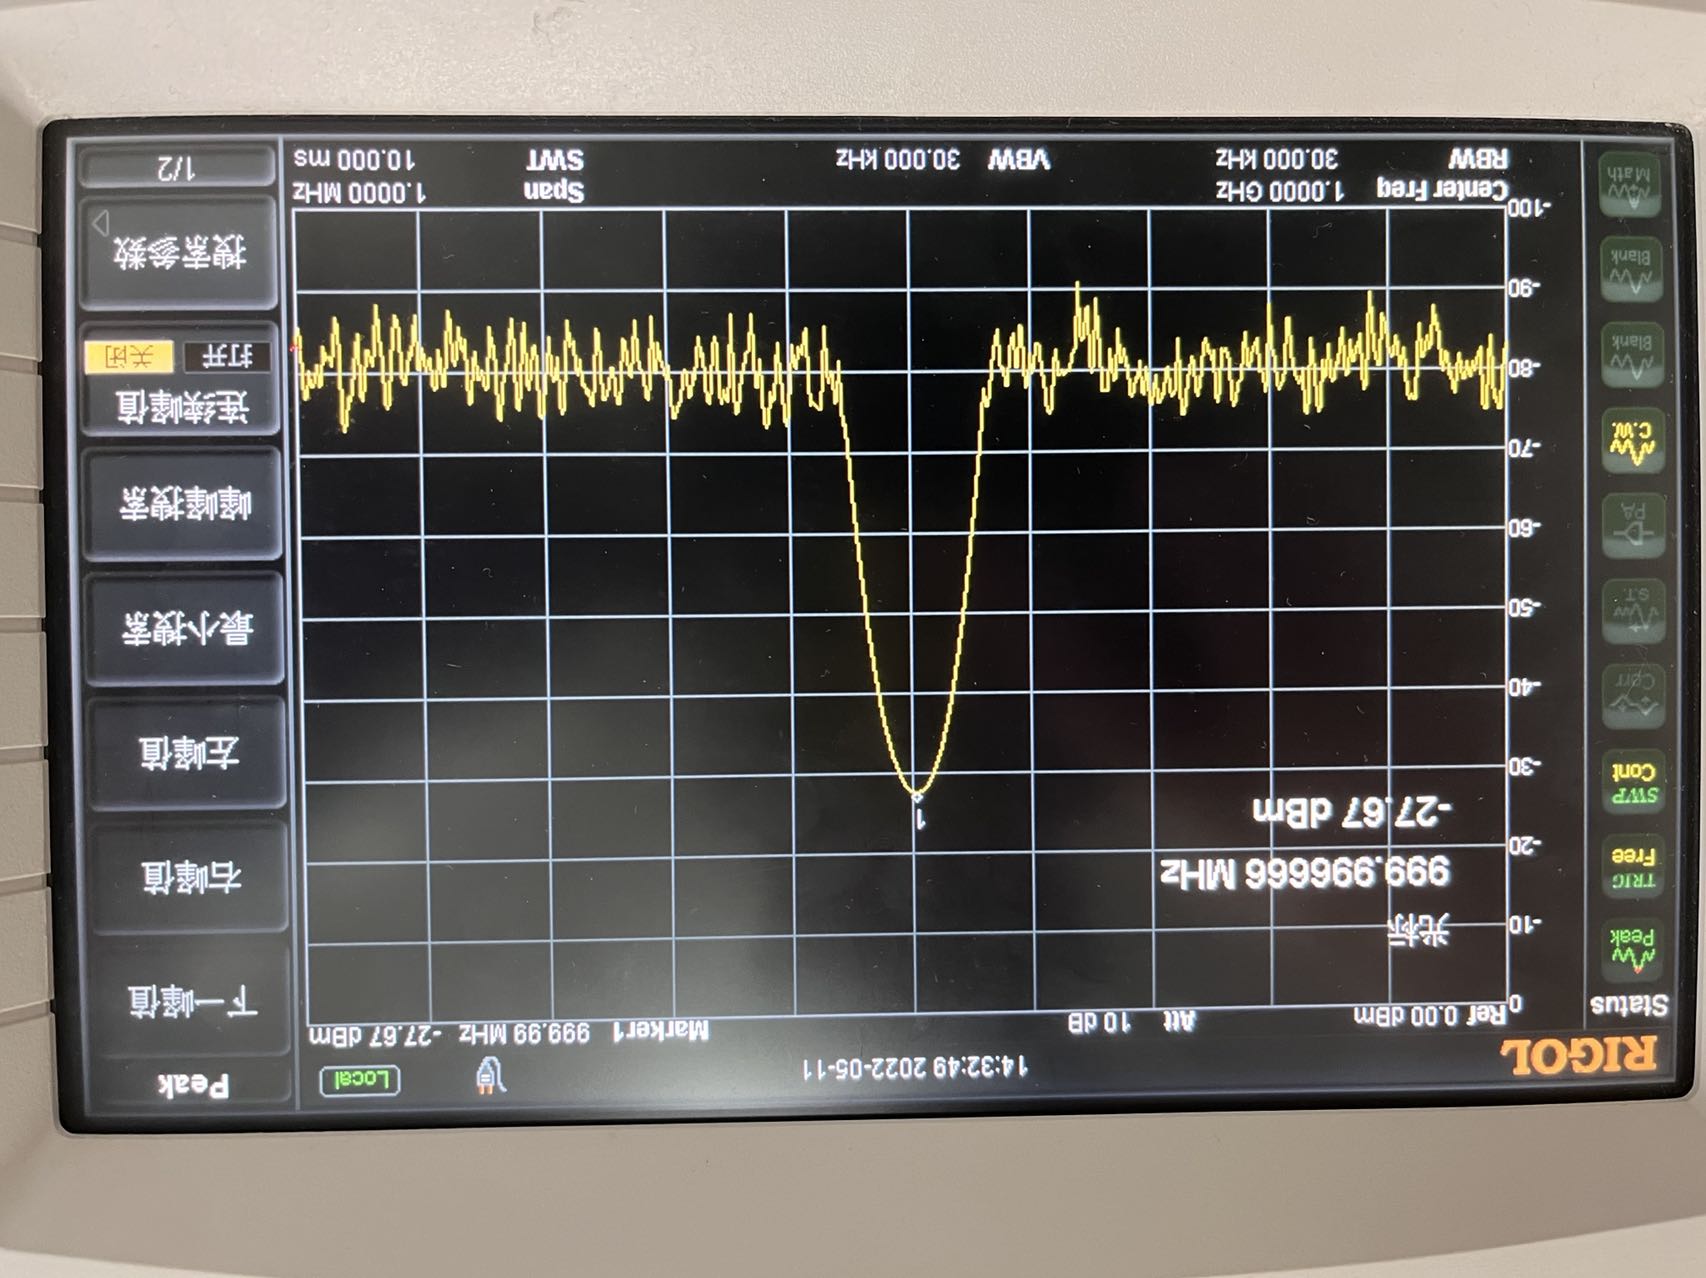 RIGOL
14:32:49 2022-05-11
Local
Status
Ref 0.00 dBm Att 10 dB Marker1 999.99 MHz -27.67 dBm
Peak
TRIG
Free
SWP
Cont
Corr
S.T.
PA
C.W.
Blank
Blank
Math
0
-10
-20
-30
-40
-50
-60
-70
-80
-90
-100
光标
999.996666 MHz
-27.67 dBm
1
Center Freq 1.0000 GHz Span 1.0000 MHz
RBW 30.000 kHz VBW 30.000 kHz SWT 10.000 ms
Peak
下一峰值
右峰值
左峰值
最小搜索
峰峰搜索
连续峰值
打开 关闭
搜索参数
1/2